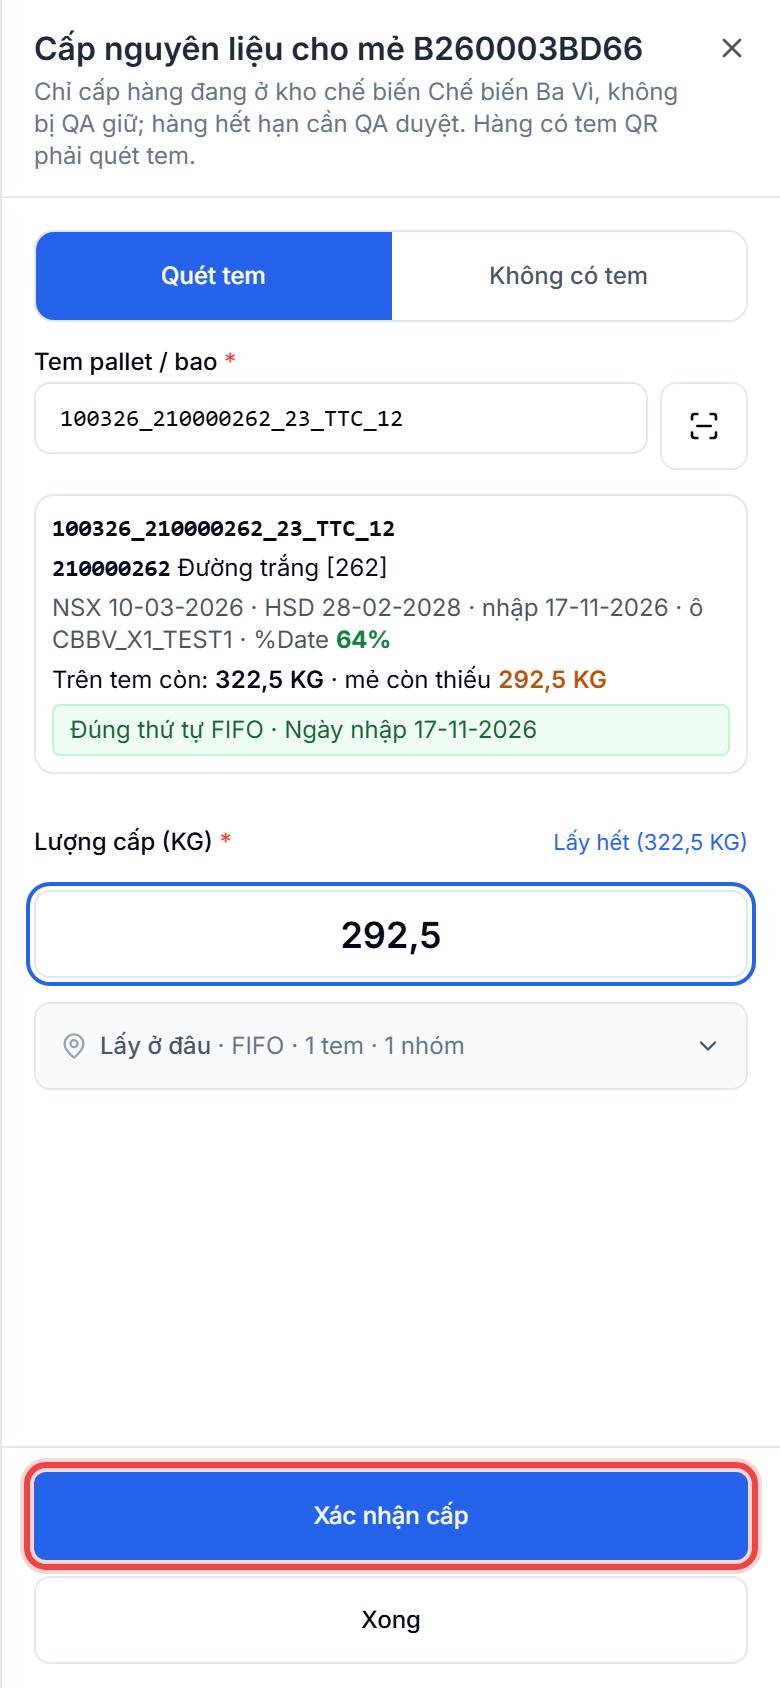 Cấp nguyên liệu cho mẻ B260003BD66
Chỉ cấp hàng đang ở kho chế biến Chế biến Ba Vì, không
bị QA giữ; hàng hết hạn cần QA duyệt. Hàng có tem QR
phải quét tem.
Quét tem
Không có tem
Tem pallet / bao *
100326_210000262_23_TTC_12
100326_210000262_23_TTC_12
210000262 Đường trắng [262]
NSX 10-03-2026 · HSD 28-02-2028 · nhập 17-11-2026 · ô
CBBV_X1_TEST1 · %Date 64%
Trên tem còn: 322,5 KG · mẻ còn thiếu 292,5 KG
Đúng thứ tự FIFO · Ngày nhập 17-11-2026
Lượng cấp (KG) *
Lấy hết (322,5 KG)
292,5
Lấy ở đâu · FIFO · 1 tem · 1 nhóm
Xác nhận cấp
Xong